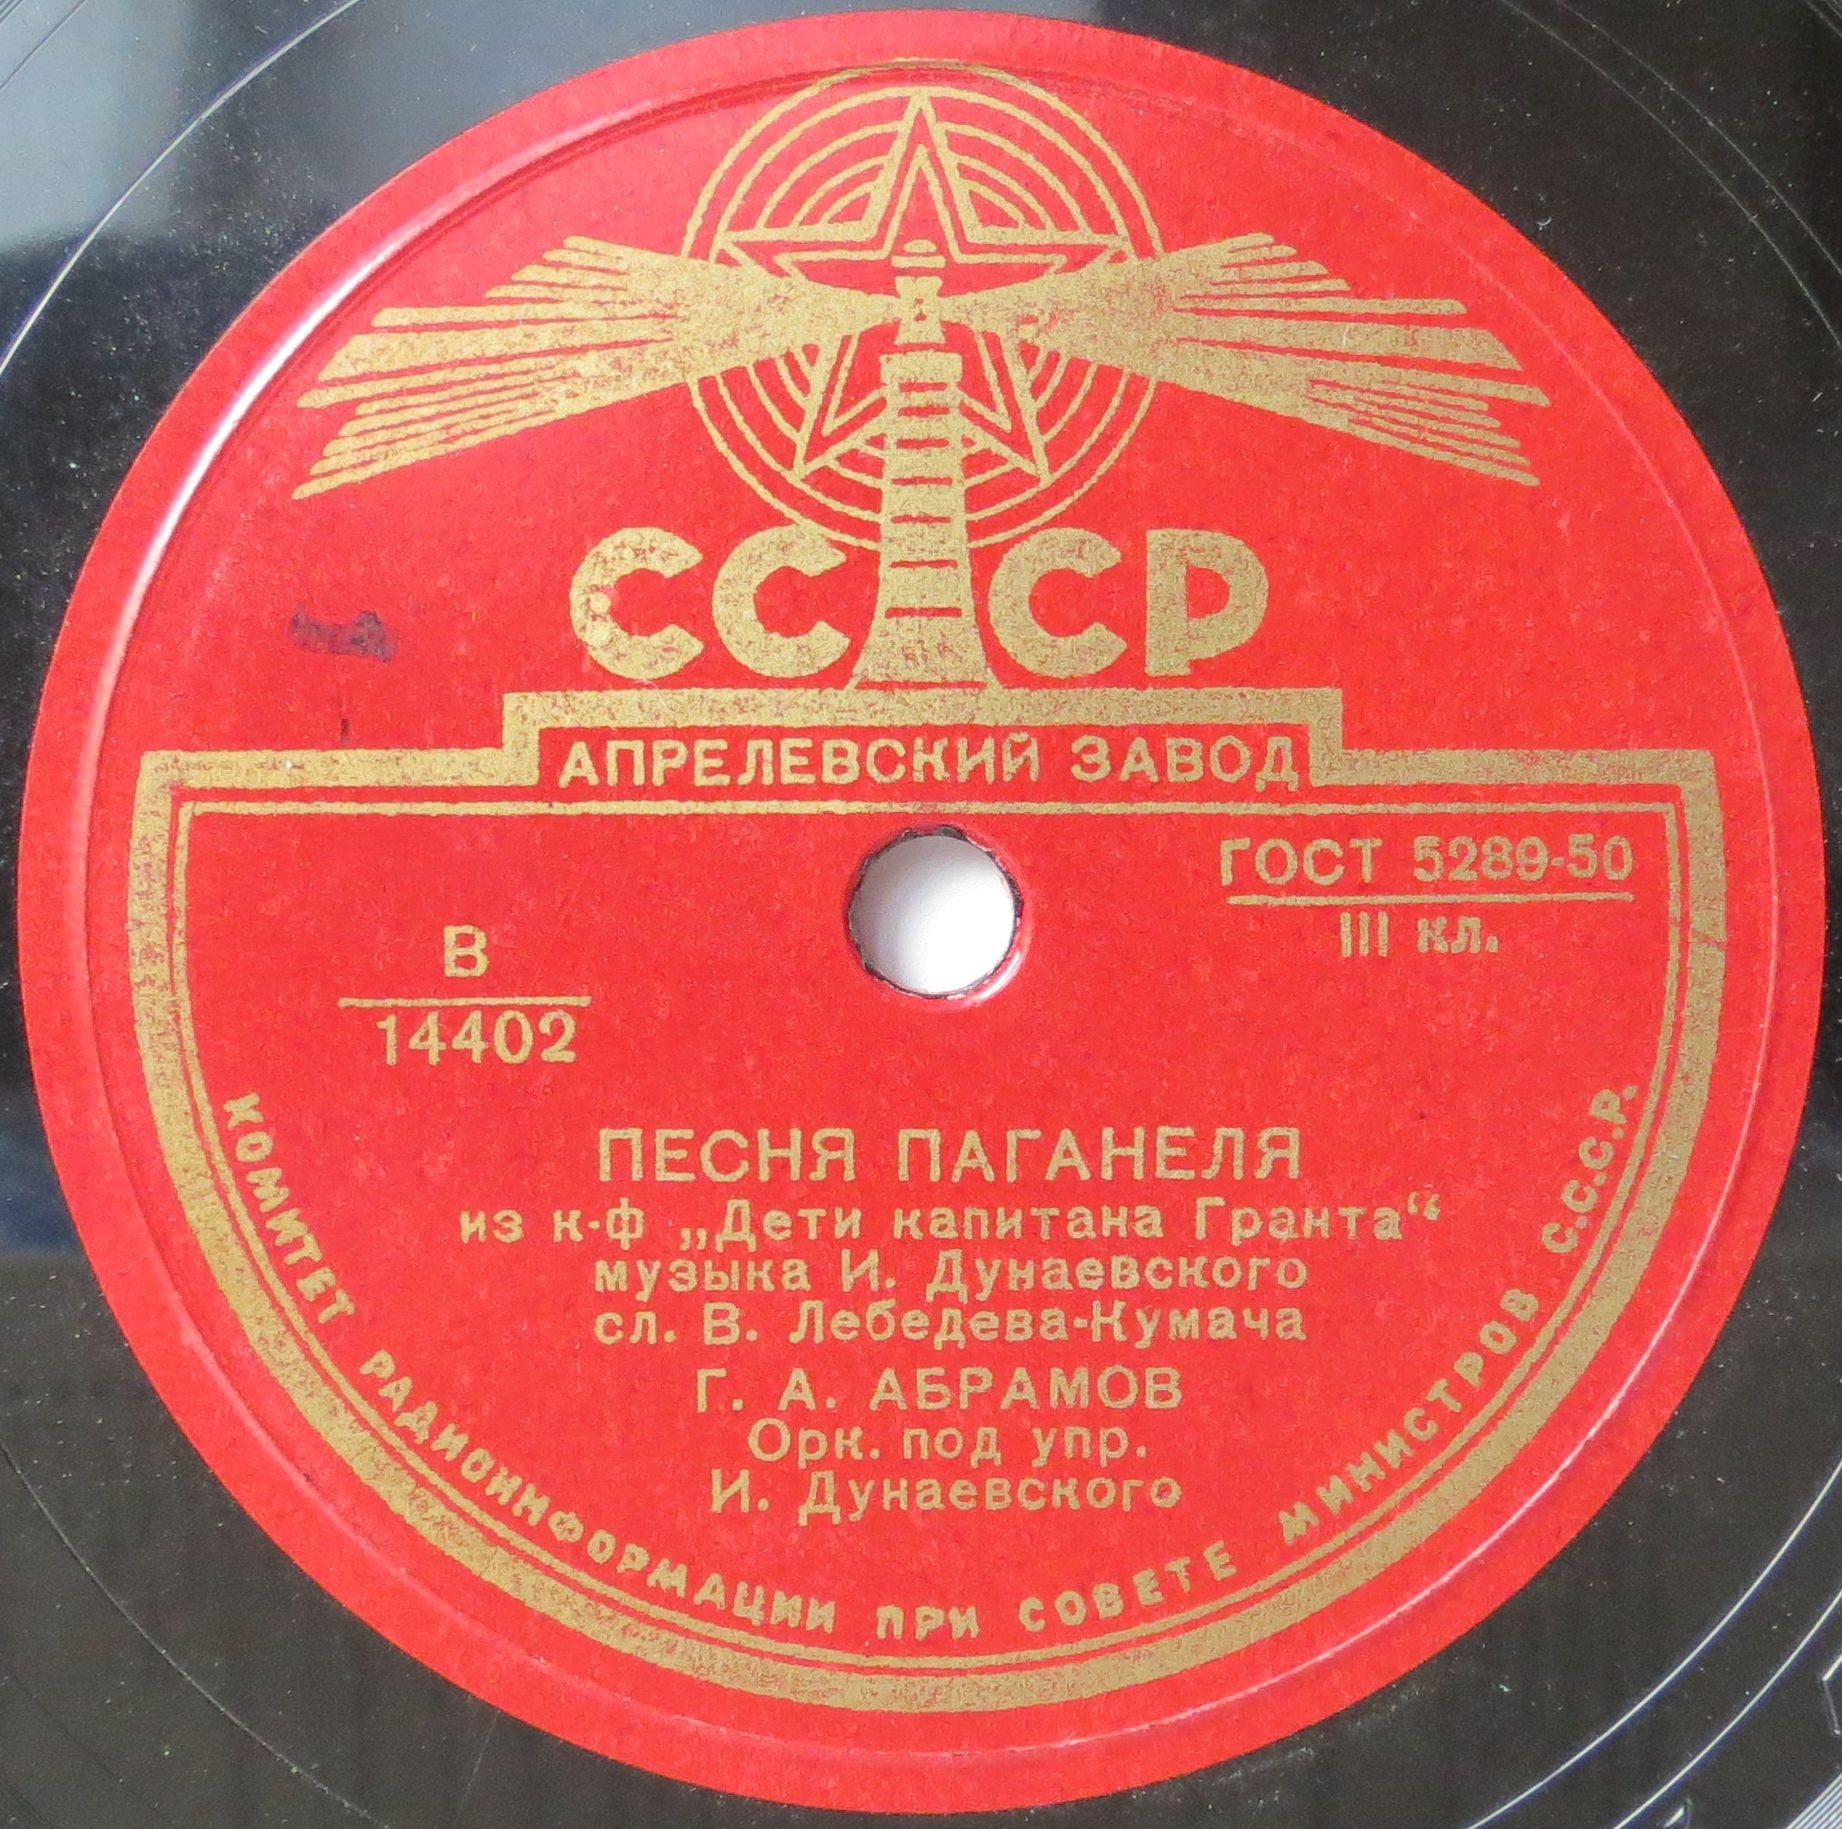 СССР
АПРЕЛЕВСКИЙ ЗАВОД
ГОСТ 5289-50
III кл.
В
14402
ПЕСНЯ ПАГАНЕЛЯ
из к-ф „Дети капитана Гранта“
музыка И. Дунаевского
сл. В. Лебедева-Кумача
Г. А. АБРАМОВ
Орк. под упр.
И. Дунаевского
КОМИТЕТ РАДИОИНФОРМАЦИИ ПРИ СОВЕТЕ МИНИСТРОВ С.С.С.Р.